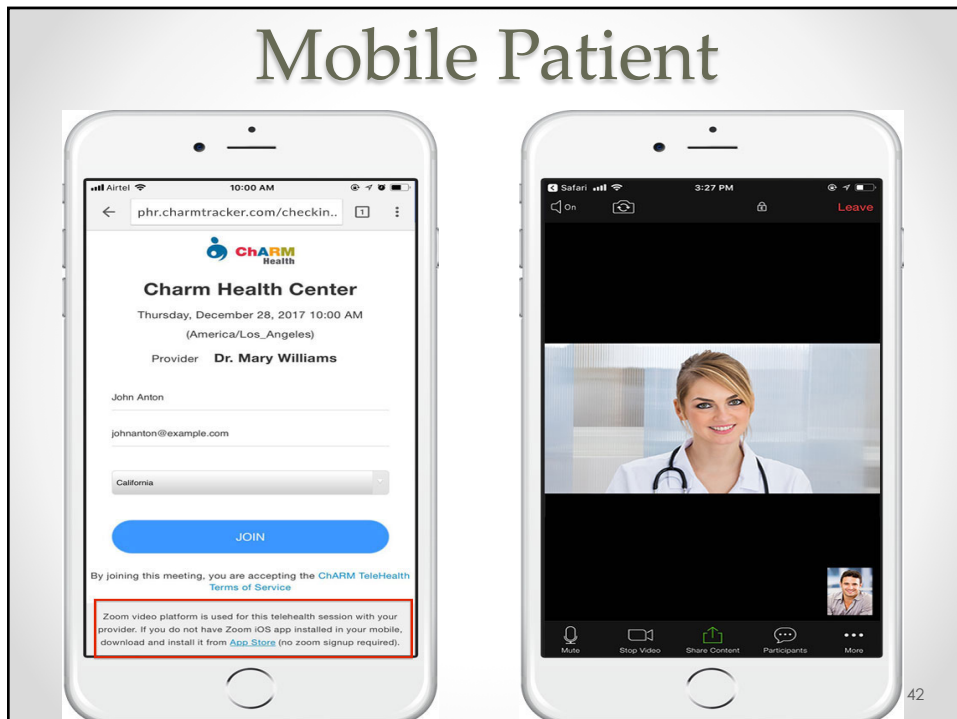 Mobile Patient
Airtel
10:00 AM
phr.charmtracker.com/checkin..
1
ChARM
Health
Charm Health Center
Thursday, December 28, 2017 10:00 AM
(America/Los_Angeles)
Provider Dr. Mary Williams
John Anton
johnanton@example.com
California
JOIN
By joining this meeting, you are accepting the ChARM TeleHealth
Terms of Service
Zoom video platform is used for this telehealth session with your
provider. If you do not have Zoom iOS app installed in your mobile,
download and install it from App Store (no zoom signup required).
Safari
3:27 PM
On
Leave
Mute
Stop Video
Share Content
Participants
More
42